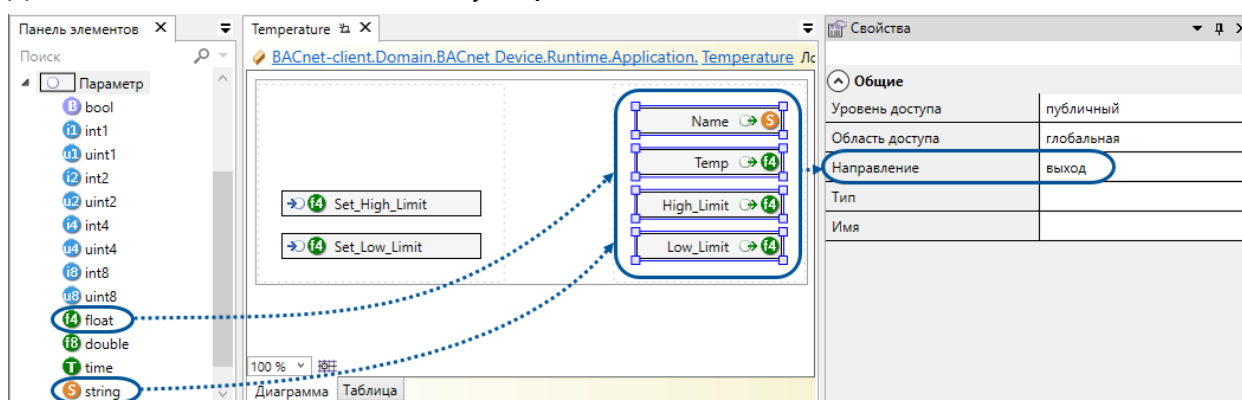 Панель элементов
Поиск
Параметр
bool
int1
uint1
int2
uint2
int4
uint4
int8
uint8
float
double
time
string
Temperature
BACnet-client.Domain.BACnet Device.Runtime.Application. Temperature
Set_High_Limit
Set_Low_Limit
Name
Temp
High_Limit
Low_Limit
100 %
Диаграмма Таблица
Свойства
Общие
Уровень доступа публичный
Область доступа глобальная
Направление выход
Тип
Имя